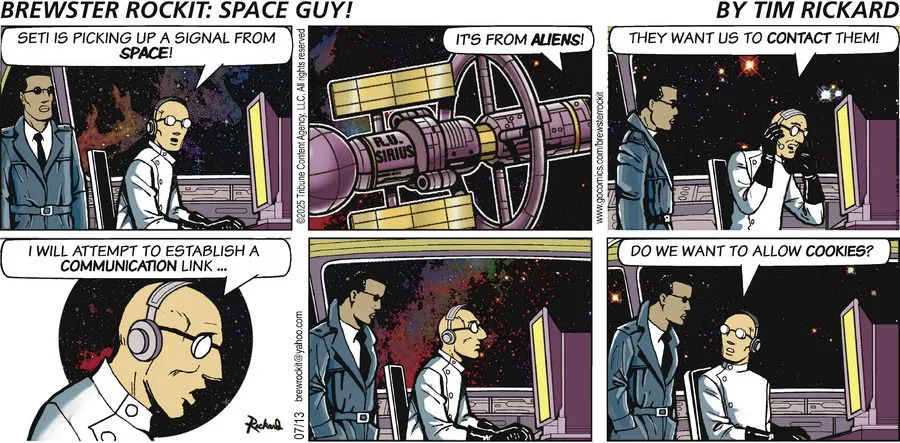 BREWSTER ROCKIT: SPACE GUY!
BY TIM RICKARD
SETI IS PICKING UP A SIGNAL FROM
SPACE!
©2025 Tribune Content Agency, LLC. All rights reserved
IT'S FROM ALIENS!
R.U.
SIRIUS
www.gocomics.com/brewsterrockit
THEY WANT US TO CONTACT THEM!
I WILL ATTEMPT TO ESTABLISH A
COMMUNICATION LINK ...
Rickard
07/13 brewrockit@yahoo.com
DO WE WANT TO ALLOW COOKIES?